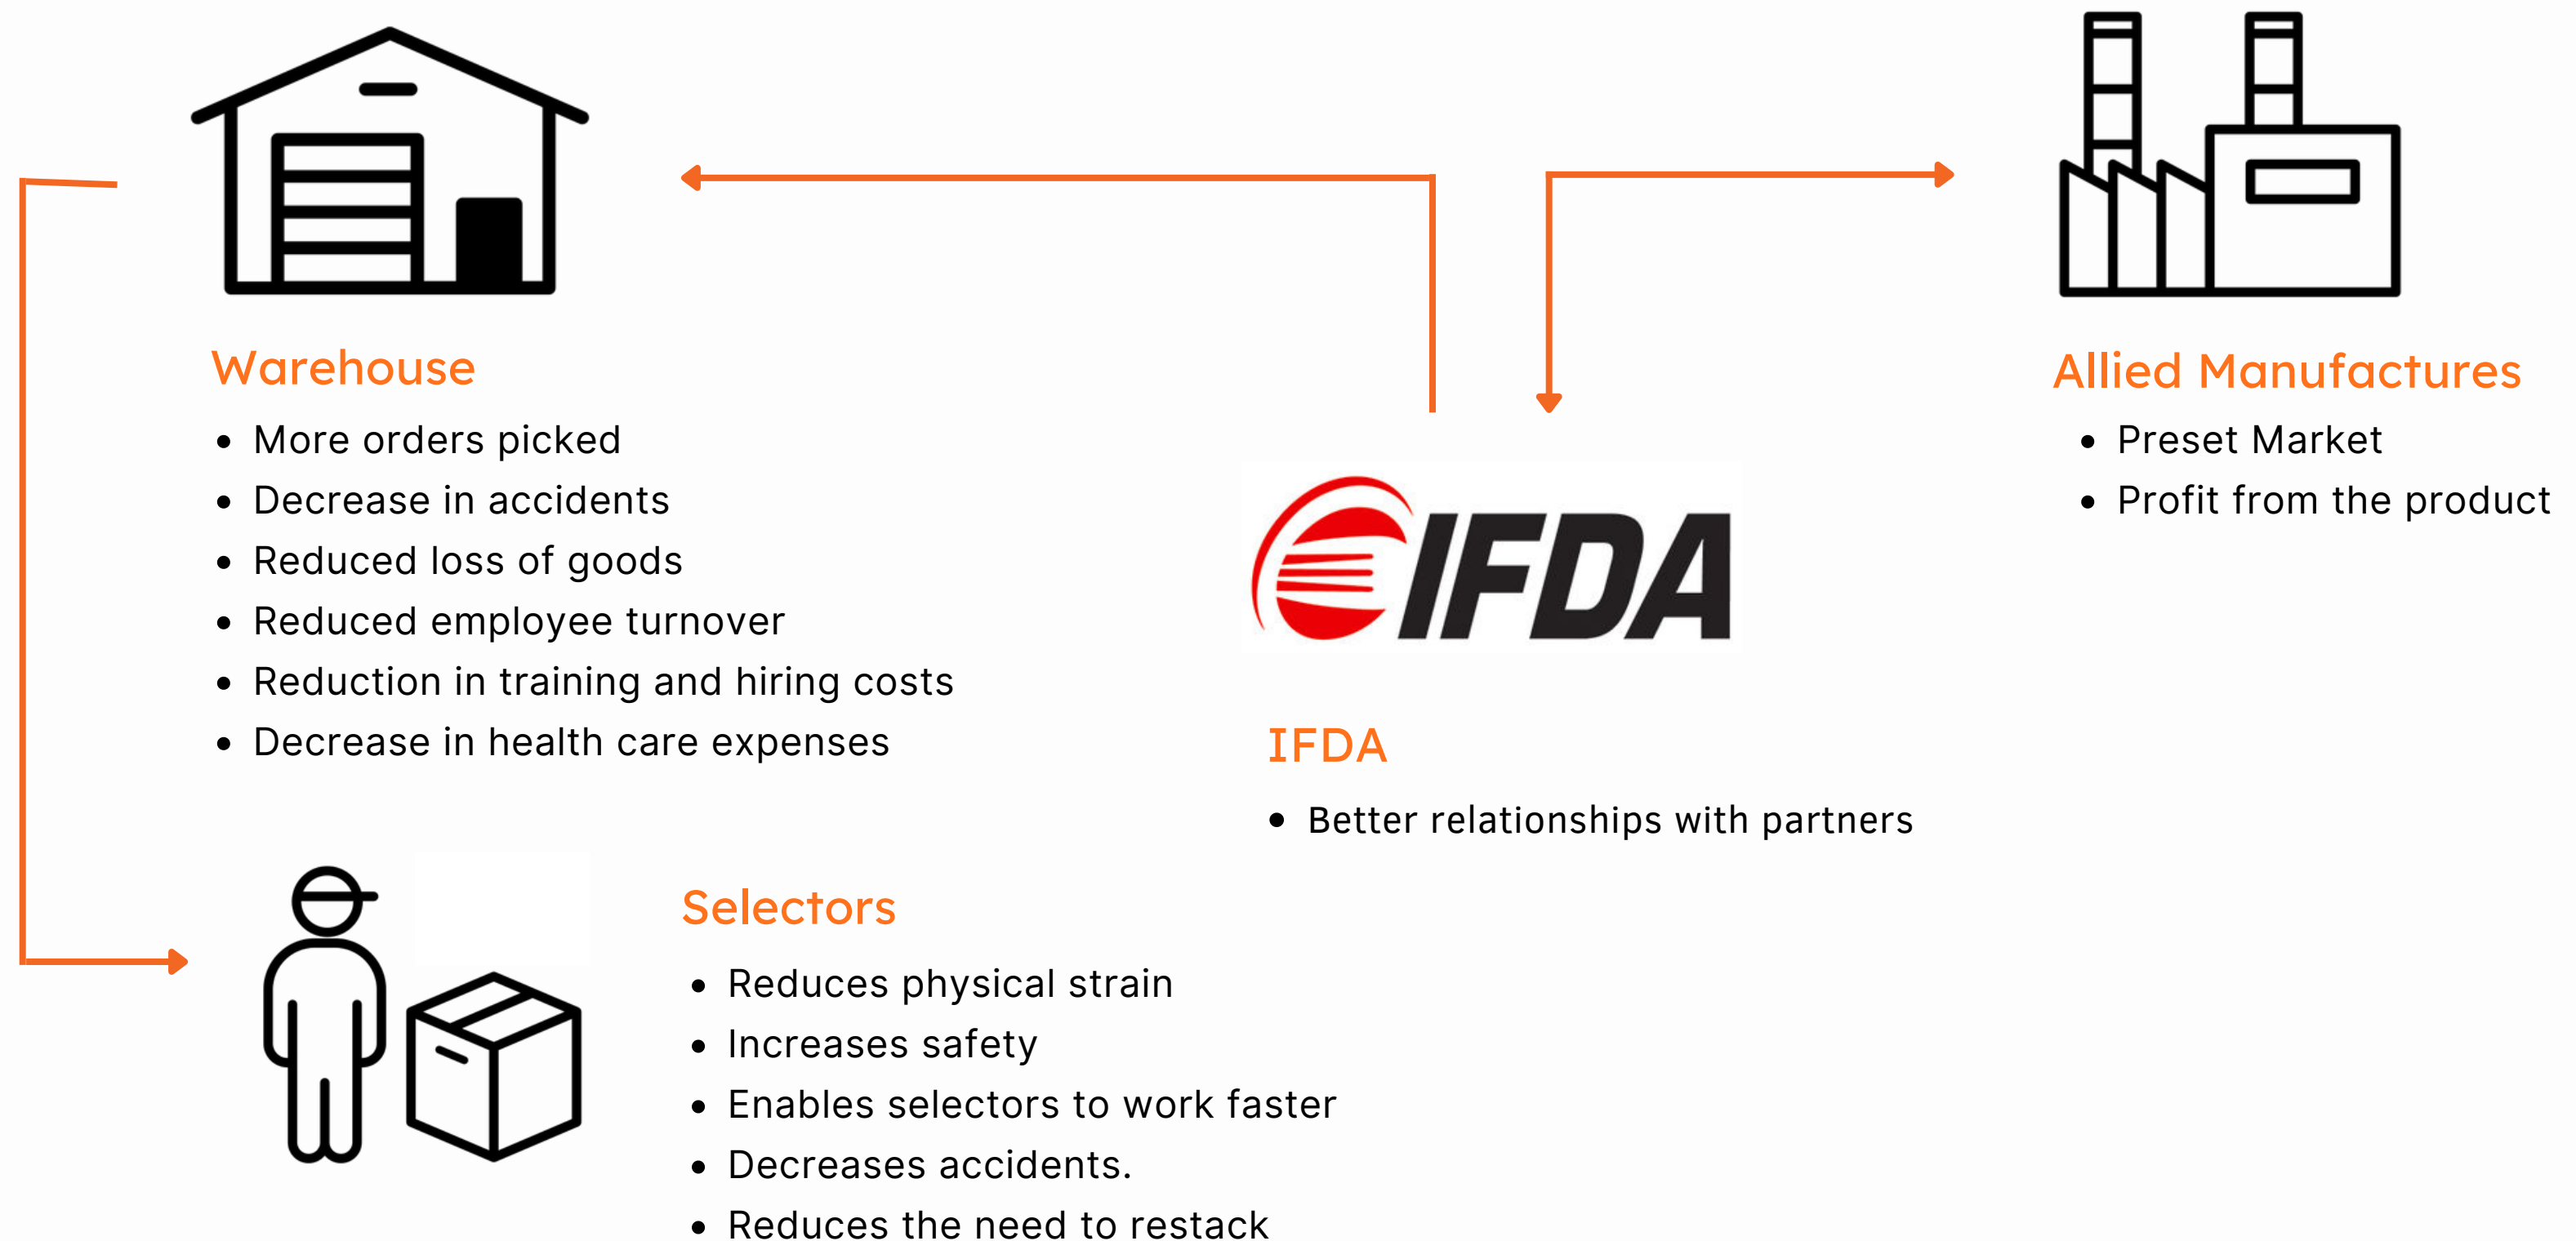 Warehouse
• More orders picked
• Decrease in accidents
• Reduced loss of goods
• Reduced employee turnover
• Reduction in training and hiring costs
• Decrease in health care expenses
Allied Manufactures
• Preset Market
• Profit from the product
IFDA
IFDA
• Better relationships with partners
Selectors
• Reduces physical strain
• Increases safety
• Enables selectors to work faster
• Decreases accidents.
• Reduces the need to restack